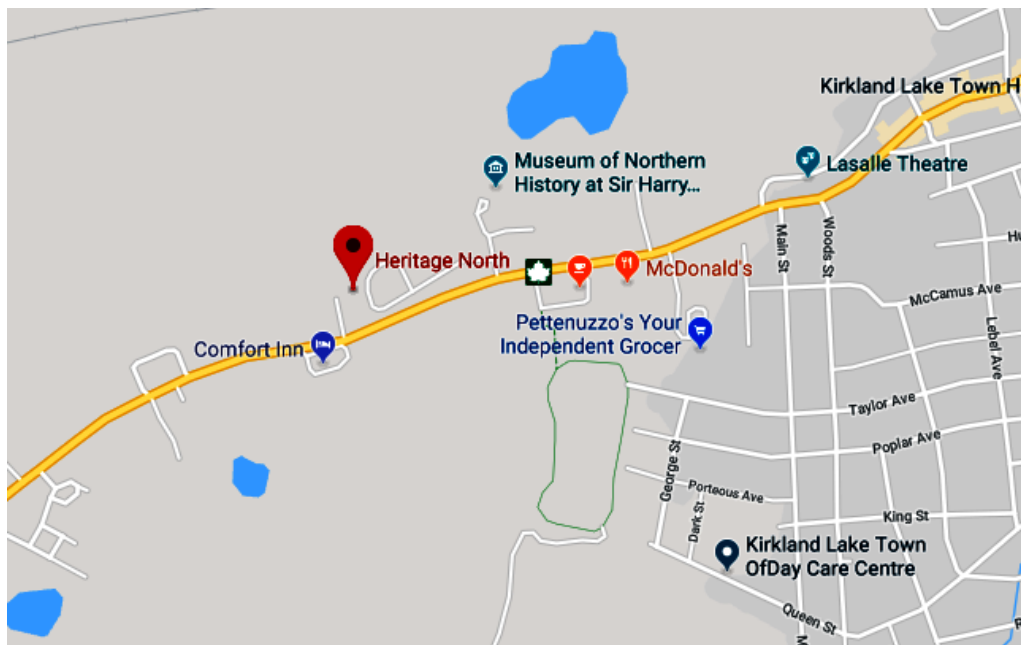 Kirkland Lake Town H
Museum of Northern
History at Sir Harry...
Lasalle Theatre
Main St
Woods St
Heritage North
McDonald's
McCamus Ave
Lebel Ave
Pettenuzzo's Your
Independent Grocer
Comfort Inn
Taylor Ave
Poplar Ave
George St
Porteous Ave
Dark St
King St
Kirkland Lake Town
OfDay Care Centre
Queen St